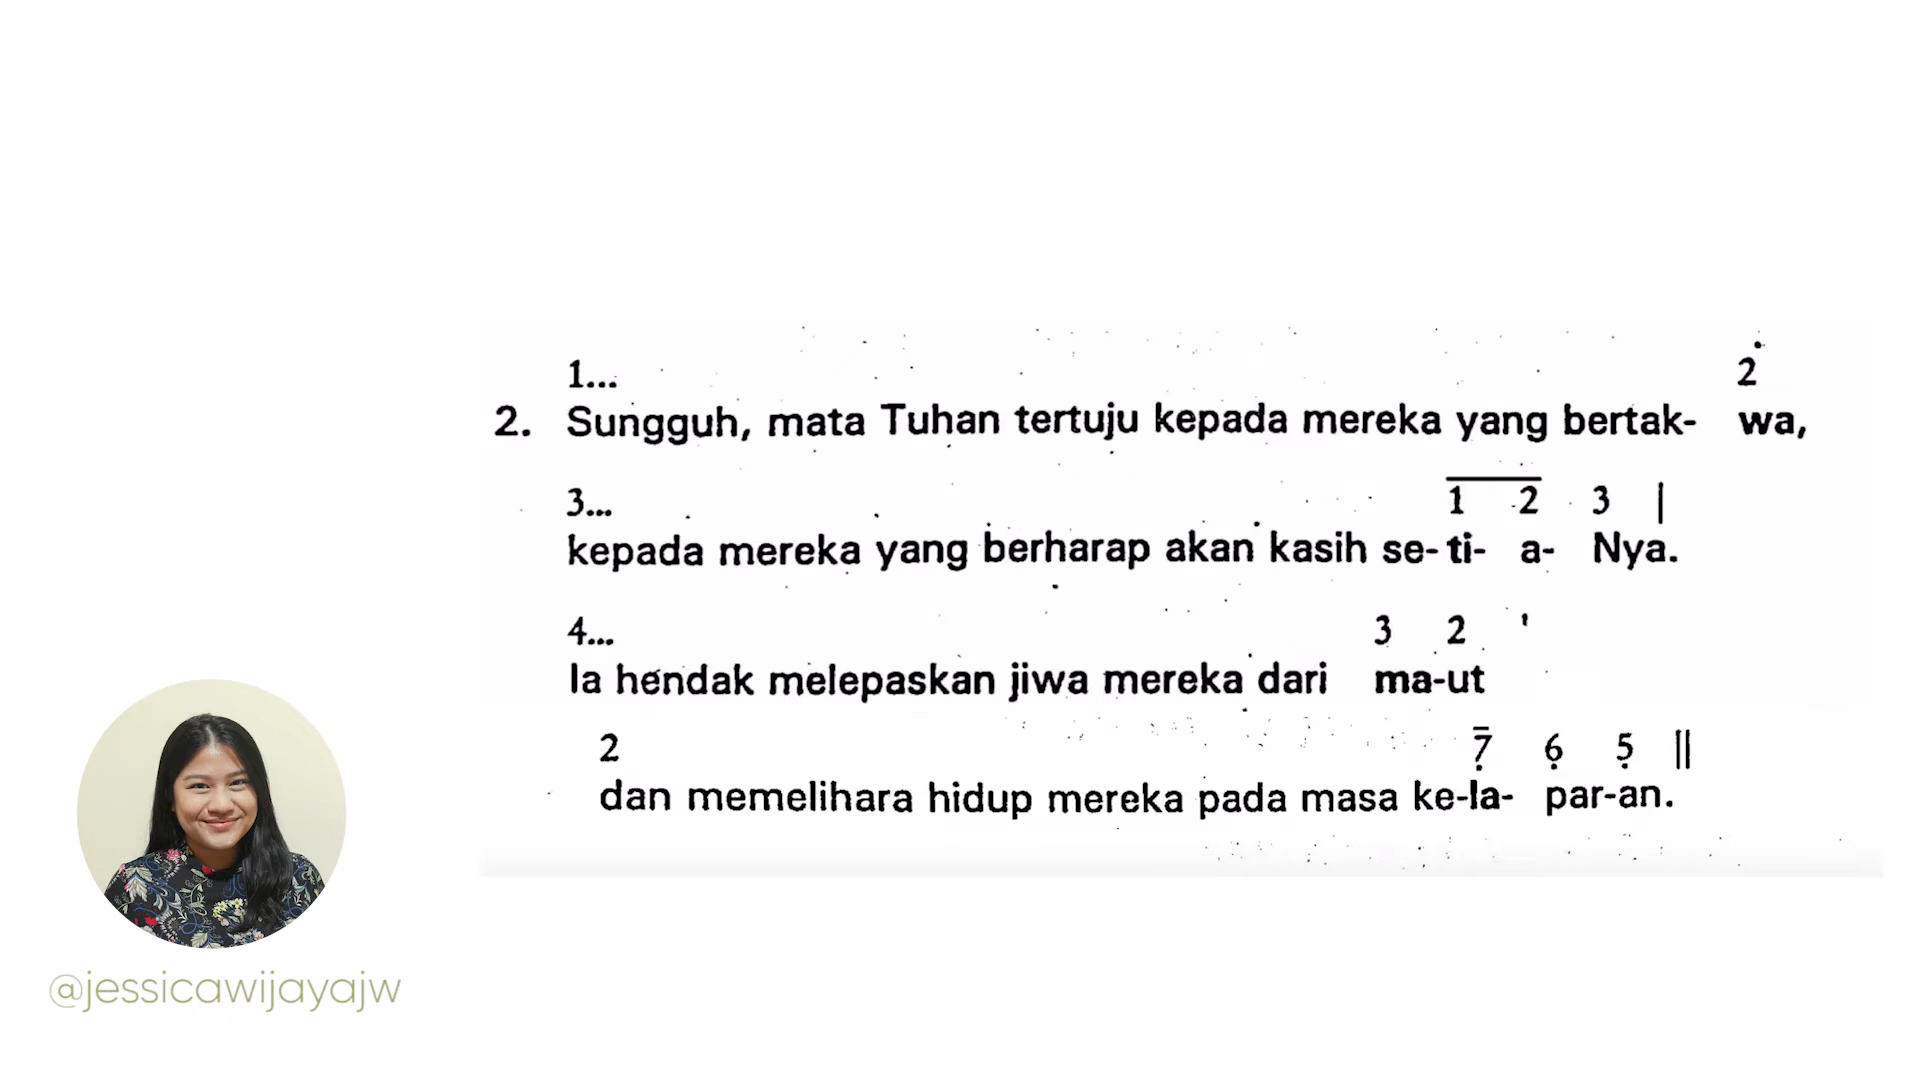 1... 2
2. Sungguh, mata Tuhan tertuju kepada mereka yang bertak- wa,
3... 1 2 3 |
kepada mereka yang berharap akan kasih se-ti- a- Nya.
4... 3 2 '
Ia hendak melepaskan jiwa mereka dari ma-ut
2 7̣ 6̣ 5̣ ||
dan memelihara hidup mereka pada masa ke-la- par-an.
@jessicawijayajw